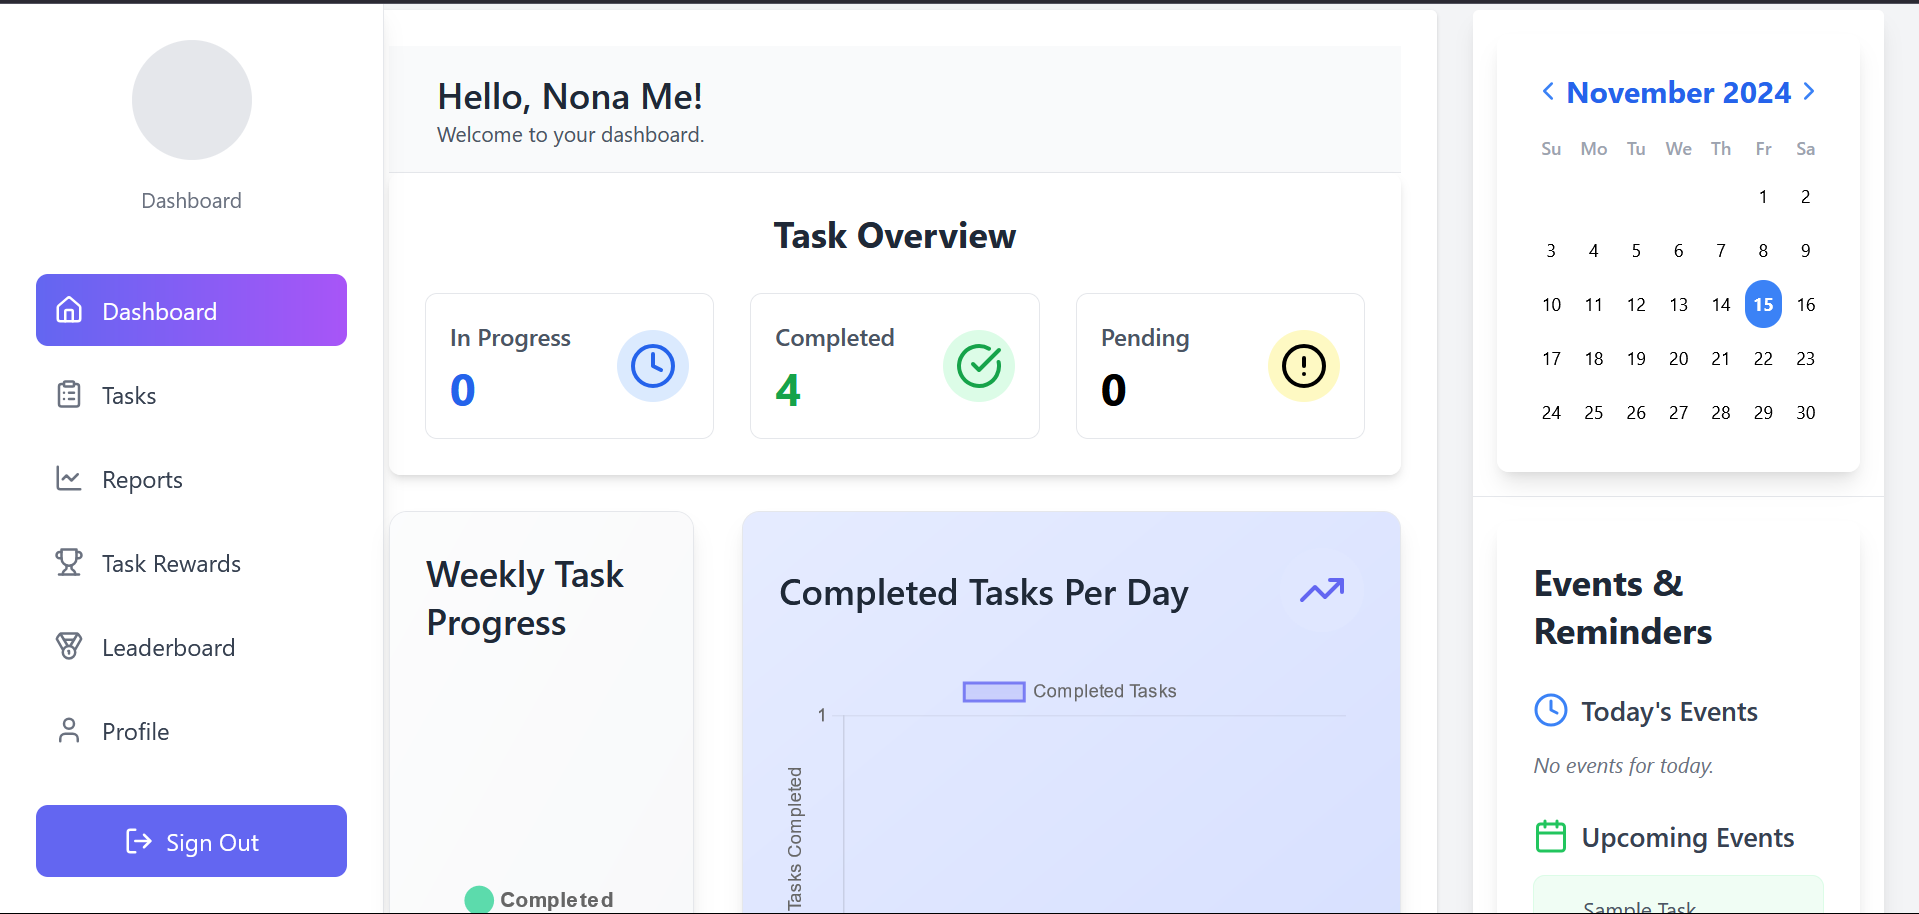 Dashboard
Dashboard
Tasks
Reports
Task Rewards
Leaderboard
Profile
Sign Out
Hello, Nona Me!
Welcome to your dashboard.
Task Overview
In Progress
0
Completed
4
Pending
0
Weekly Task
Progress
Completed
Completed Tasks Per Day
Completed Tasks
1
Tasks Completed
November 2024
Su Mo Tu We Th Fr Sa
1 2
3 4 5 6 7 8 9
10 11 12 13 14 15 16
17 18 19 20 21 22 23
24 25 26 27 28 29 30
Events &
Reminders
Today's Events
No events for today.
Upcoming Events
Sample Task